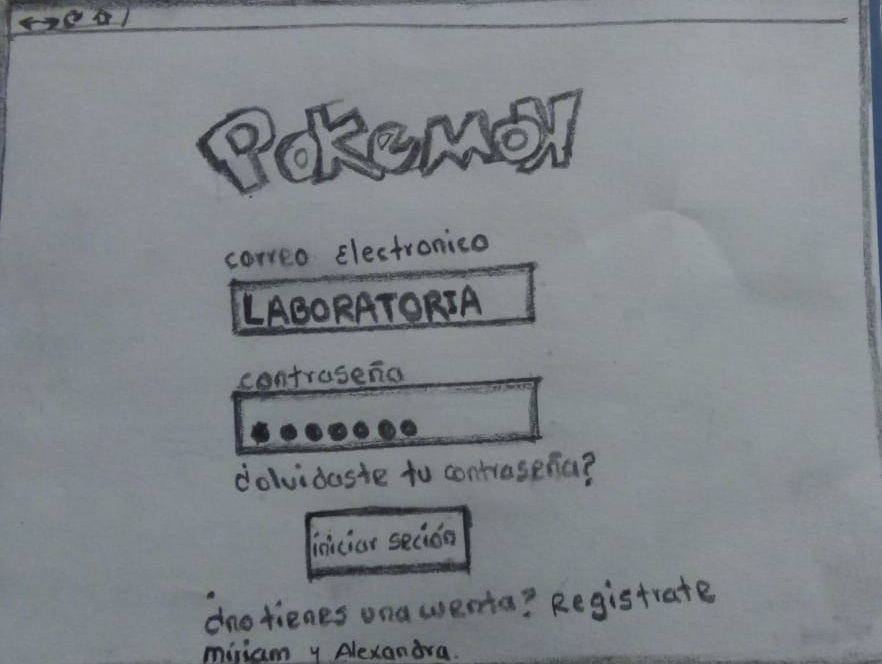 Pokemon
correo Electronico
LABORATORIA
contraseña
¿olvidaste tu contraseña?
iniciar seción
¿no tienes una cuenta? Registrate
miriam y Alexandra.